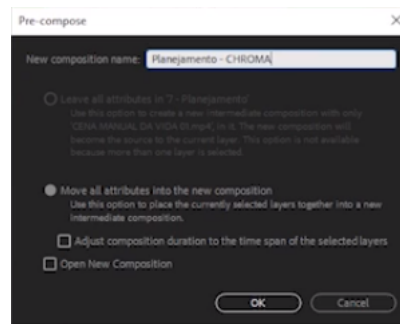 Pre-compose
New composition name: Planejamento - CHROMA
Leave all attributes in '7 - Planejamento'
Use this option to create a new intermediate composition with only
'CENA MANUAL DA VIDA 01.mp4', in it. The new composition will
become the source to the current layer. This option is not available
because more than one layer is selected.
Move all attributes into the new composition
Use this option to place the currently selected layers together into a new
intermediate composition.
Adjust composition duration to the time span of the selected layers
Open New Composition
OK Cancel